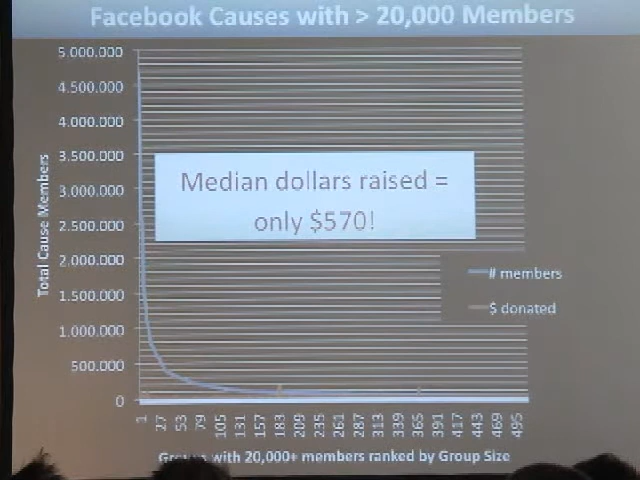 Facebook Causes with > 20,000 Members
5.000.000
4.500.000
4.000.000
3.500.000
3.000.000
2.500.000
2.000.000
1.500.000
1.000.000
500.000
0
Total Cause Members
Median dollars raised =
only $570!
# members
$ donated
1 27 53 79 105 131 157 183 209 235 261 287 313 339 365 391 417 443 469 495
with 20,000+ members ranked by Group Size